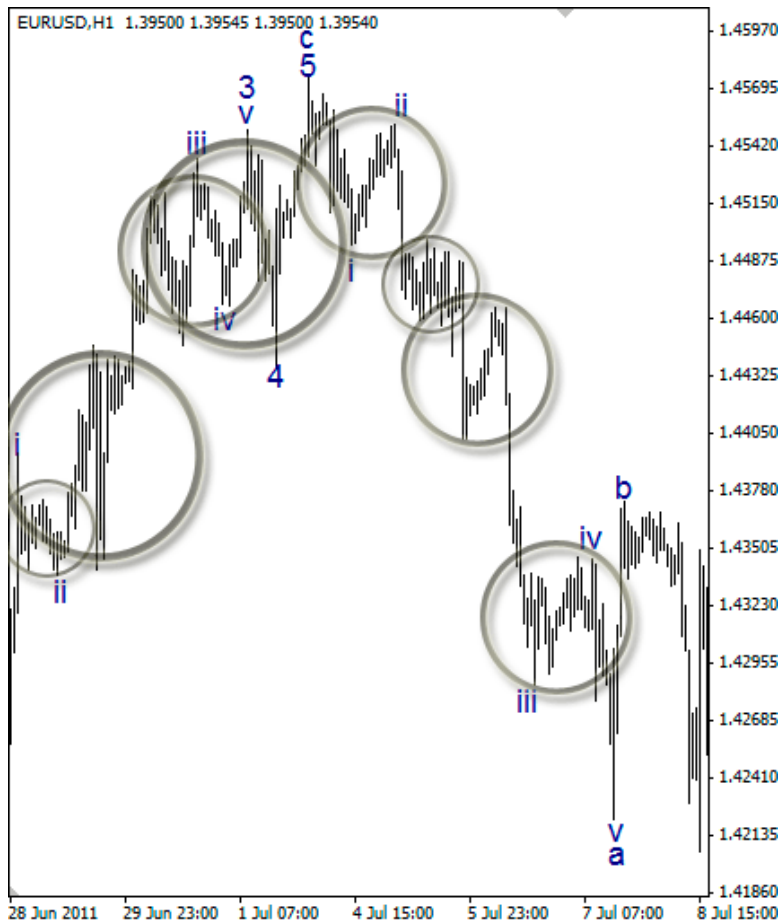 EURUSD,H1 1.39500 1.39545 1.39500 1.39540
c
5
3
v
iii
ii
i
iv
4
i
ii
b
iv
iii
v
a
1.45970
1.45695
1.45420
1.45150
1.44875
1.44600
1.44325
1.44050
1.43780
1.43505
1.43230
1.42955
1.42685
1.42410
1.42135
1.41860
28 Jun 2011 29 Jun 23:00 1 Jul 07:00 4 Jul 15:00 5 Jul 23:00 7 Jul 07:00 8 Jul 15:00